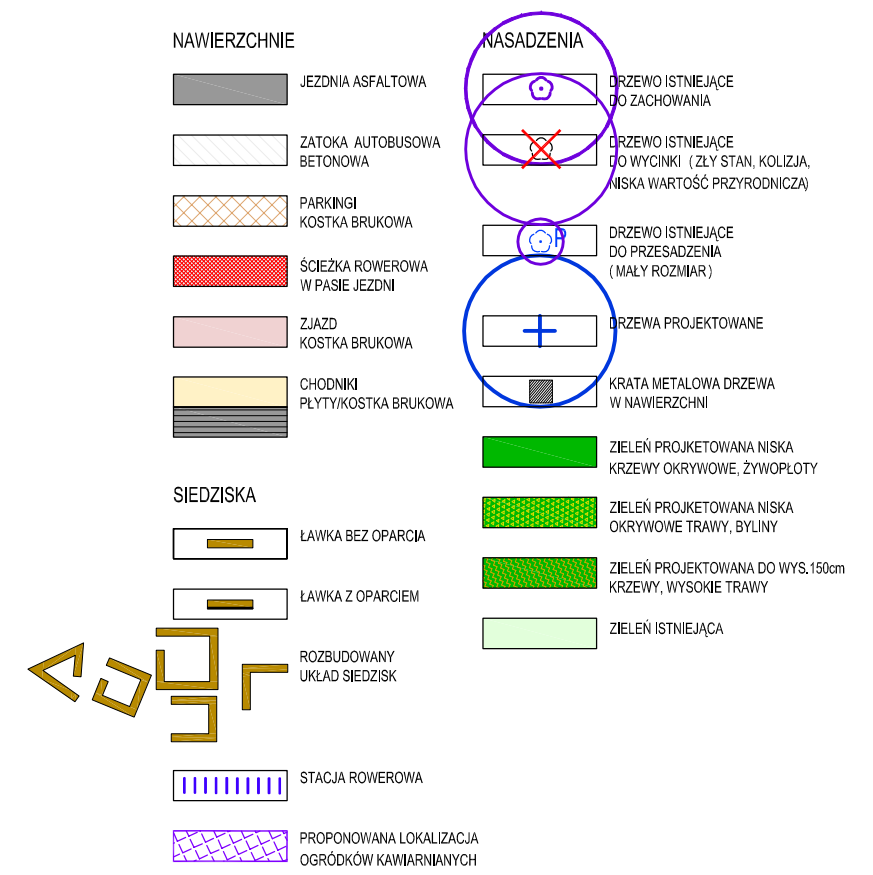 NAWIERZCHNIE
JEZDNIA ASFALTOWA
ZATOKA AUTOBUSOWA
BETONOWA
PARKINGI
KOSTKA BRUKOWA
ŚCIEŻKA ROWEROWA
W PASIE JEZDNI
ZJAZD
KOSTKA BRUKOWA
CHODNIKI
PŁYTY/KOSTKA BRUKOWA
SIEDZISKA
ŁAWKA BEZ OPARCIA
ŁAWKA Z OPARCIEM
ROZBUDOWANY
UKŁAD SIEDZISK
STACJA ROWEROWA
PROPONOWANA LOKALIZACJA
OGRÓDKÓW KAWIARNIANYCH
NASADZENIA
DRZEWO ISTNIEJĄCE
DO ZACHOWANIA
DRZEWO ISTNIEJĄCE
DO WYCINKI ( ZŁY STAN, KOLIZJA,
NISKA WARTOŚĆ PRZYRODNICZA)
P
DRZEWO ISTNIEJĄCE
DO PRZESADZENIA
( MAŁY ROZMIAR )
DRZEWA PROJEKTOWANE
KRATA METALOWA DRZEWA
W NAWIERZCHNI
ZIELEŃ PROJKETOWANA NISKA
KRZEWY OKRYWOWE, ŻYWOPŁOTY
ZIELEŃ PROJKETOWANA NISKA
OKRYWOWE TRAWY, BYLINY
ZIELEŃ PROJEKTOWANA DO WYS.150cm
KRZEWY, WYSOKIE TRAWY
ZIELEŃ ISTNIEJĄCA